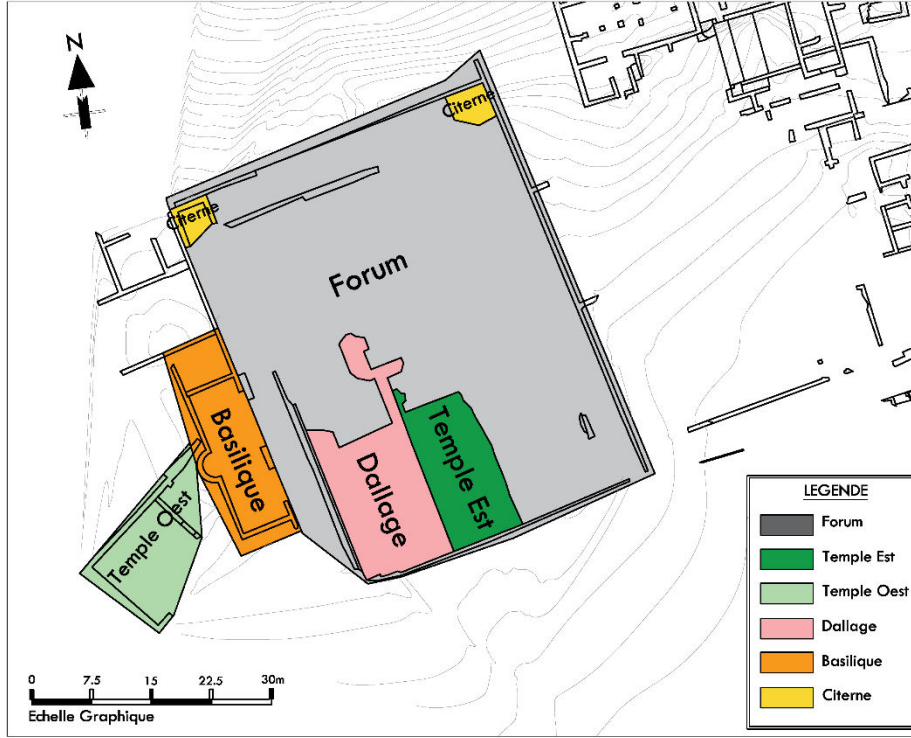 N
Citerne
Citerne
Forum
Basilique
Temple Est
Dallage
Temple Oest
LEGENDE
Forum
Temple Est
Temple Oest
Dallage
Basilique
Citerne
0 7.5 15 22.5 30m
Echelle Graphique